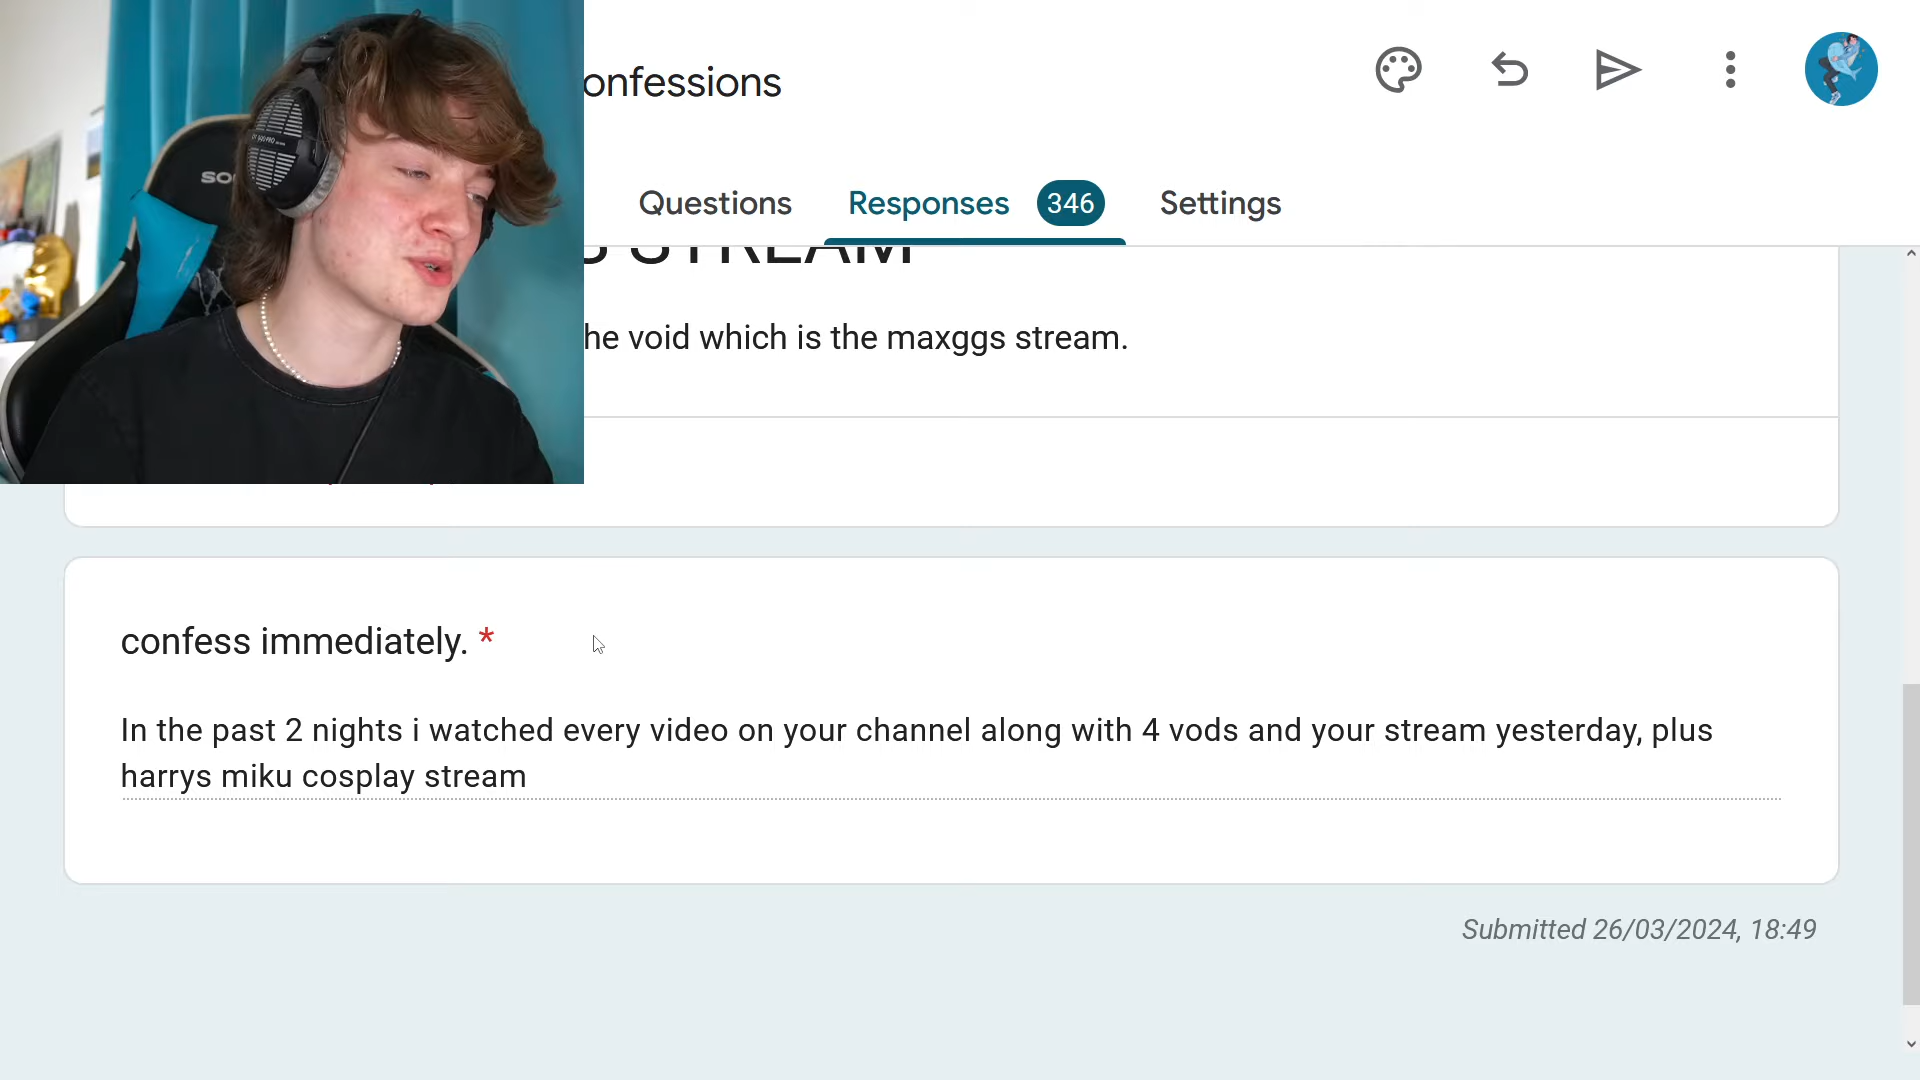 onfessions
Questions Responses 346 Settings
STREAM
he void which is the maxggs stream.
confess immediately. *
In the past 2 nights i watched every video on your channel along with 4 vods and your stream yesterday, plus
harrys miku cosplay stream
Submitted 26/03/2024, 18:49